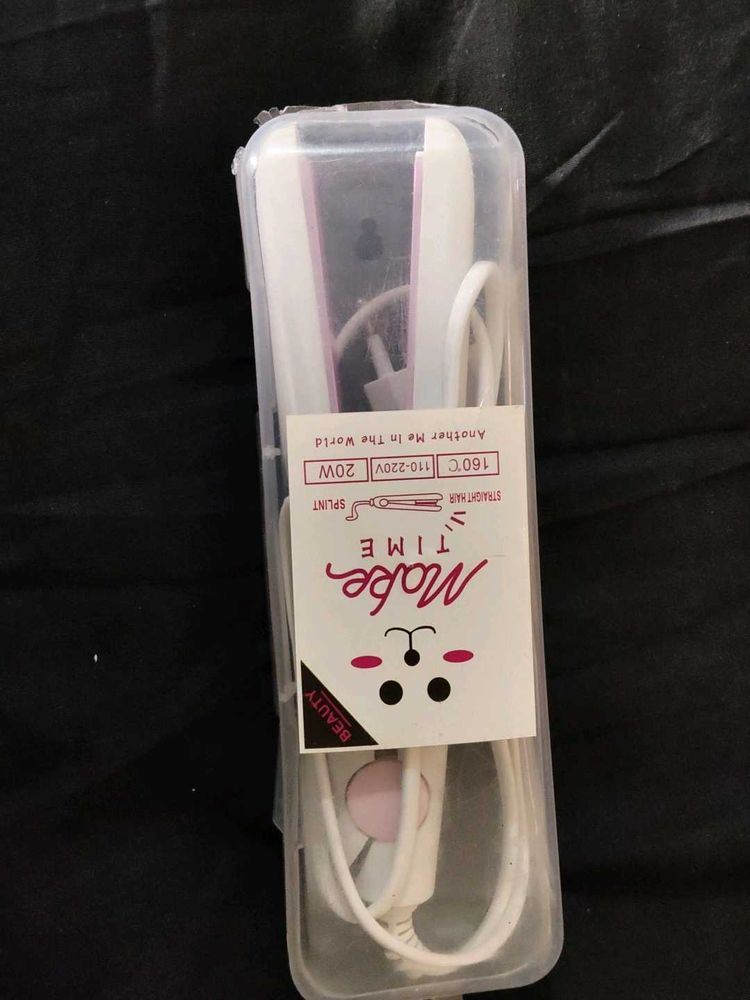 BEAUTY
Make
TIME
STRAIGHT HAIR SPLINT
160℃ 110-220V 20W
Another Me In The World